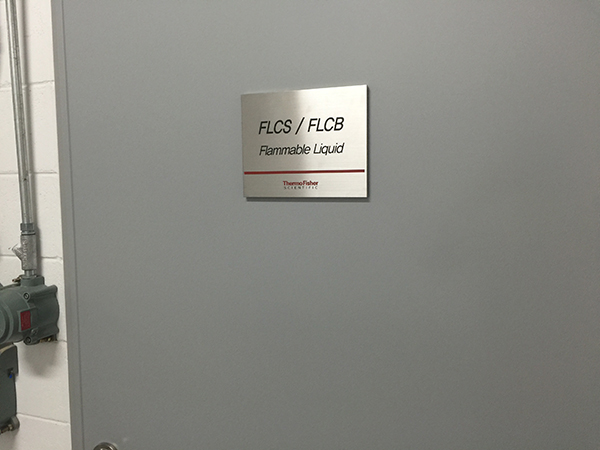 FLCS / FLCB
Flammable Liquid
ThermoFisher
SCIENTIFIC